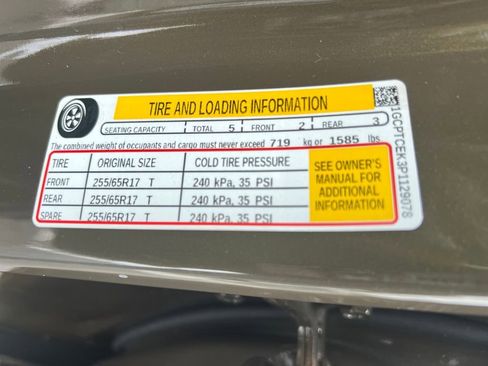 TIRE AND LOADING INFORMATION
SEATING CAPACITY TOTAL 5 FRONT 2 REAR 3
The combined weight of occupants and cargo must never exceed 719 kg or 1585 lbs
TIRE ORIGINAL SIZE COLD TIRE PRESSURE
FRONT 255/65R17 T 240 kPa, 35 PSI
REAR 255/65R17 T 240 kPa, 35 PSI
SPARE 255/65R17 T 240 kPa, 35 PSI
SEE OWNER'S
MANUAL FOR
ADDITIONAL
INFORMATION
1GCPTCEK3P1129078